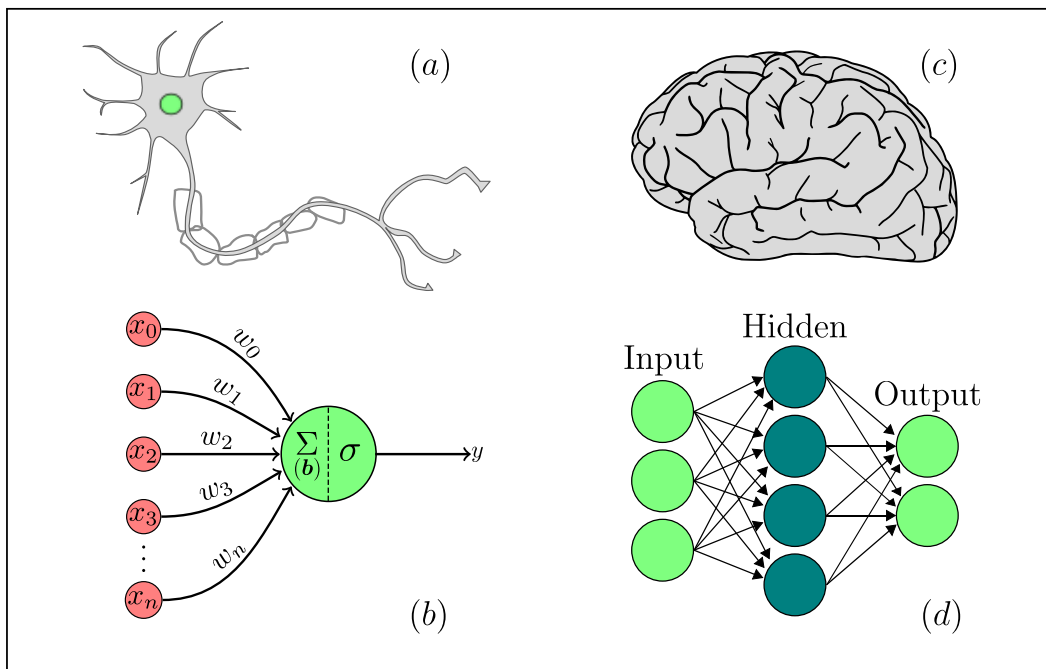 (a)
(c)
x₀
w₀
x₁
w₁
x₂
w₂
x₃
w₃
⋮
xₙ
wₙ
Σ
(b)
σ
y
(b)
Hidden
Input
Output
(d)